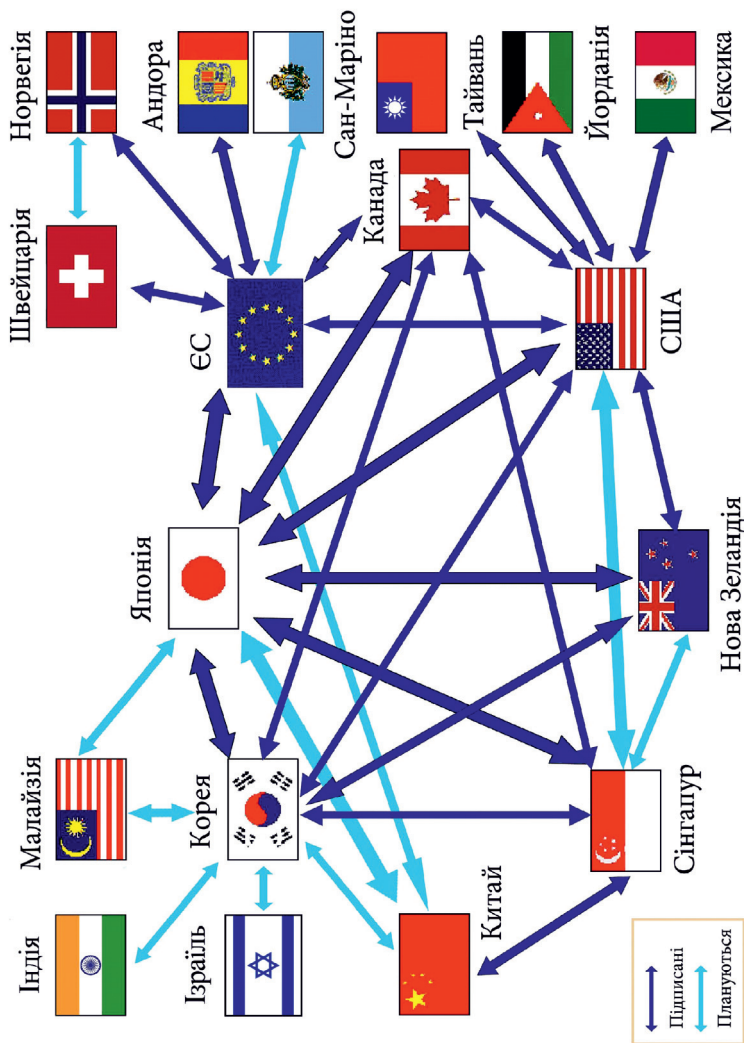 Індія
Малайзія
Швейцарія
Норвегія
Японія
Андора
Ізраїль
Корея
ЄС
Сан-Маріно
Канада
Тайвань
Китай
Йорданія
США
Сінгапур
Нова Зеландія
Мексика
Підписані
Плануються